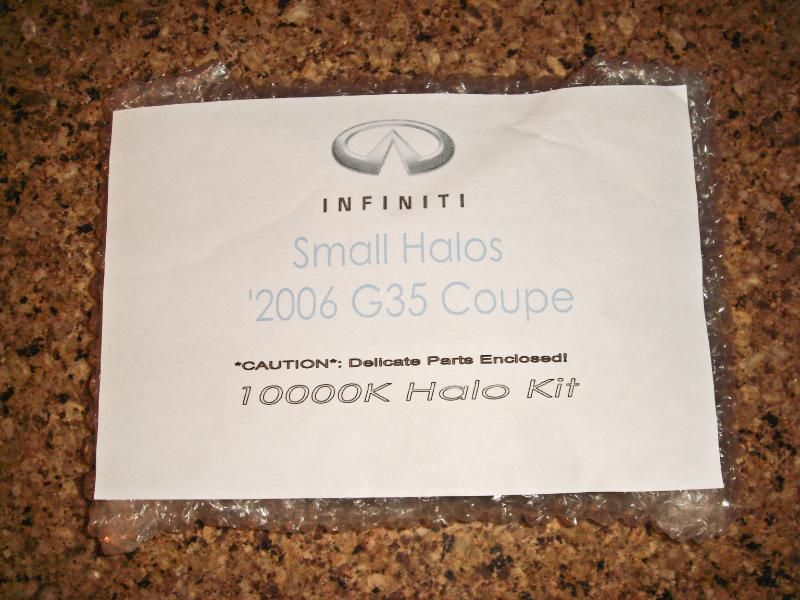 INFINITI
Small Halos
'2006 G35 Coupe
*CAUTION*: Delicate Parts Enclosed!
10000K Halo Kit